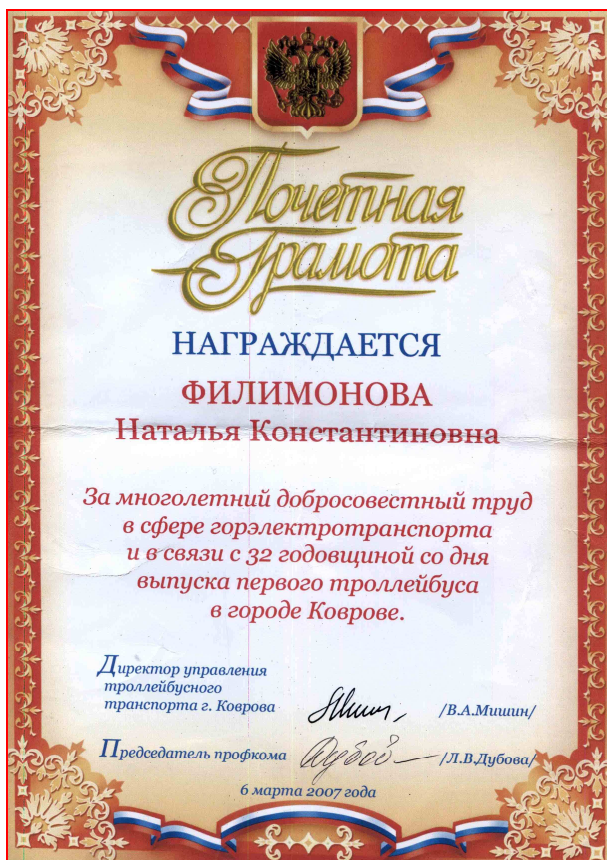 Почетная
Грамота
НАГРАЖДАЕТСЯ
ФИЛИМОНОВА
Наталья Константиновна
За многолетний добросовестный труд
в сфере горэлектротранспорта
и в связи с 32 годовщиной со дня
выпуска первого троллейбуса
в городе Коврове.
Директор управления
троллейбусного
транспорта г. Коврова /В.А.Мишин/
Председатель профкома /Л.В.Дубова/
6 марта 2007 года